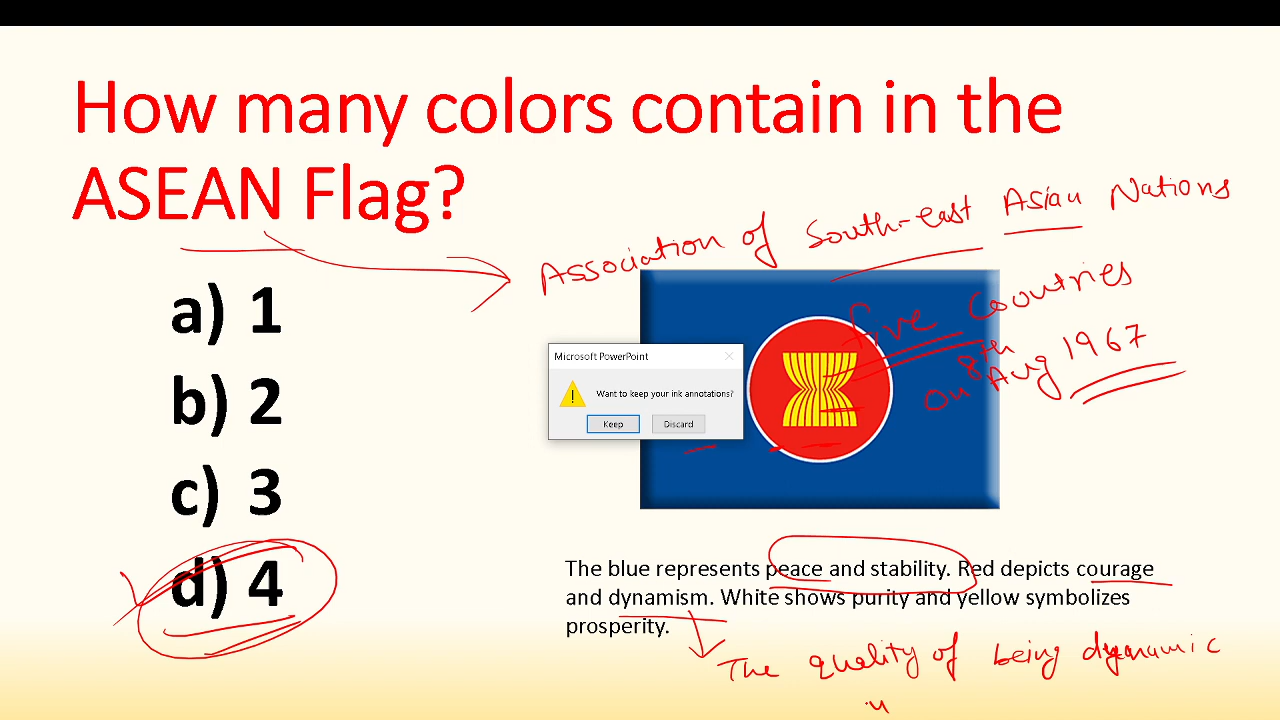 How many colors contain in the
ASEAN Flag?
Association of South-east Asian Nations
a) 1
five Countries
on 8th Aug 1967
Microsoft PowerPoint
Want to keep your ink annotations?
Keep Discard
b) 2
c) 3
d) 4
The blue represents peace and stability. Red depicts courage
and dynamism. White shows purity and yellow symbolizes
prosperity.
The quality of being dynamic